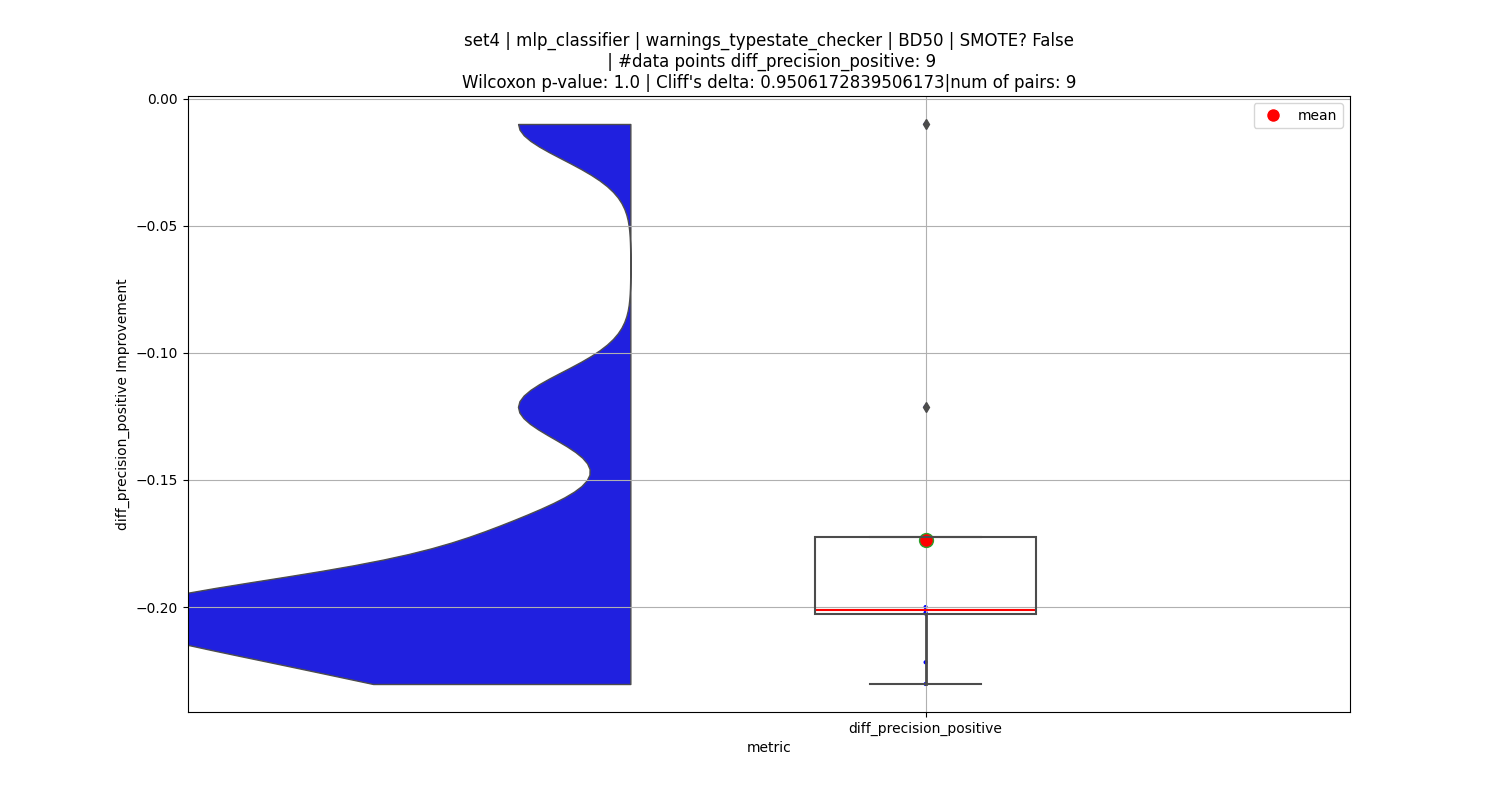 set4 | mlp_classifier | warnings_typestate_checker | BD50 | SMOTE? False
| #data points diff_precision_positive: 9
Wilcoxon p-value: 1.0 | Cliff's delta: 0.9506172839506173|num of pairs: 9
mean
0.00
−0.05
−0.10
−0.15
−0.20
diff_precision_positive Improvement
diff_precision_positive
metric